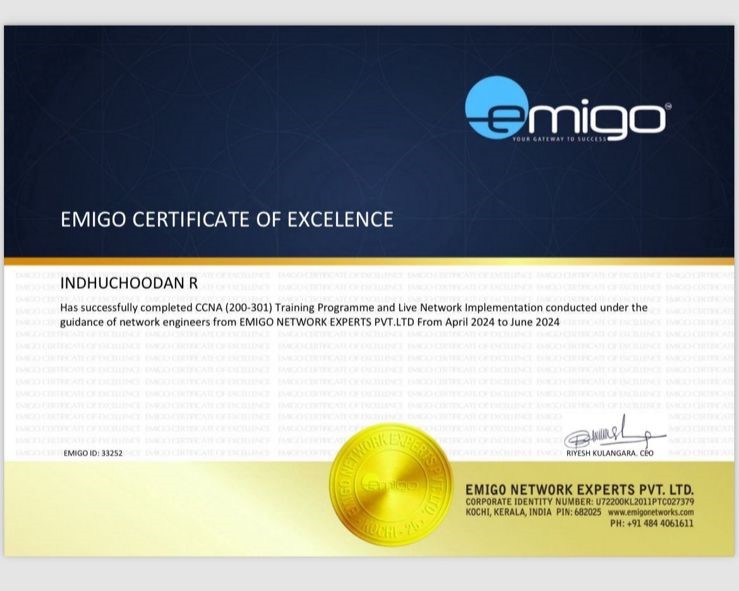 emigo™
YOUR GATEWAY TO SUCCESS
EMIGO CERTIFICATE OF EXCELENCE
INDHUCHOODAN R
Has successfully completed CCNA (200-301) Training Programme and Live Network Implementation conducted under the
guidance of network engineers from EMIGO NETWORK EXPERTS PVT.LTD From April 2024 to June 2024
RIYESH KULANGARA. CEO
EMIGO ID: 33252
EMIGO NETWORK EXPERTS PVT. LTD.
emigo
KOCHI - 25
EMIGO NETWORK EXPERTS PVT. LTD.
CORPORATE IDENTITY NUMBER: U72200KL2011PTC027379
KOCHI, KERALA, INDIA PIN: 682025 www.emigonetworks.com
PH: +91 484 4061611